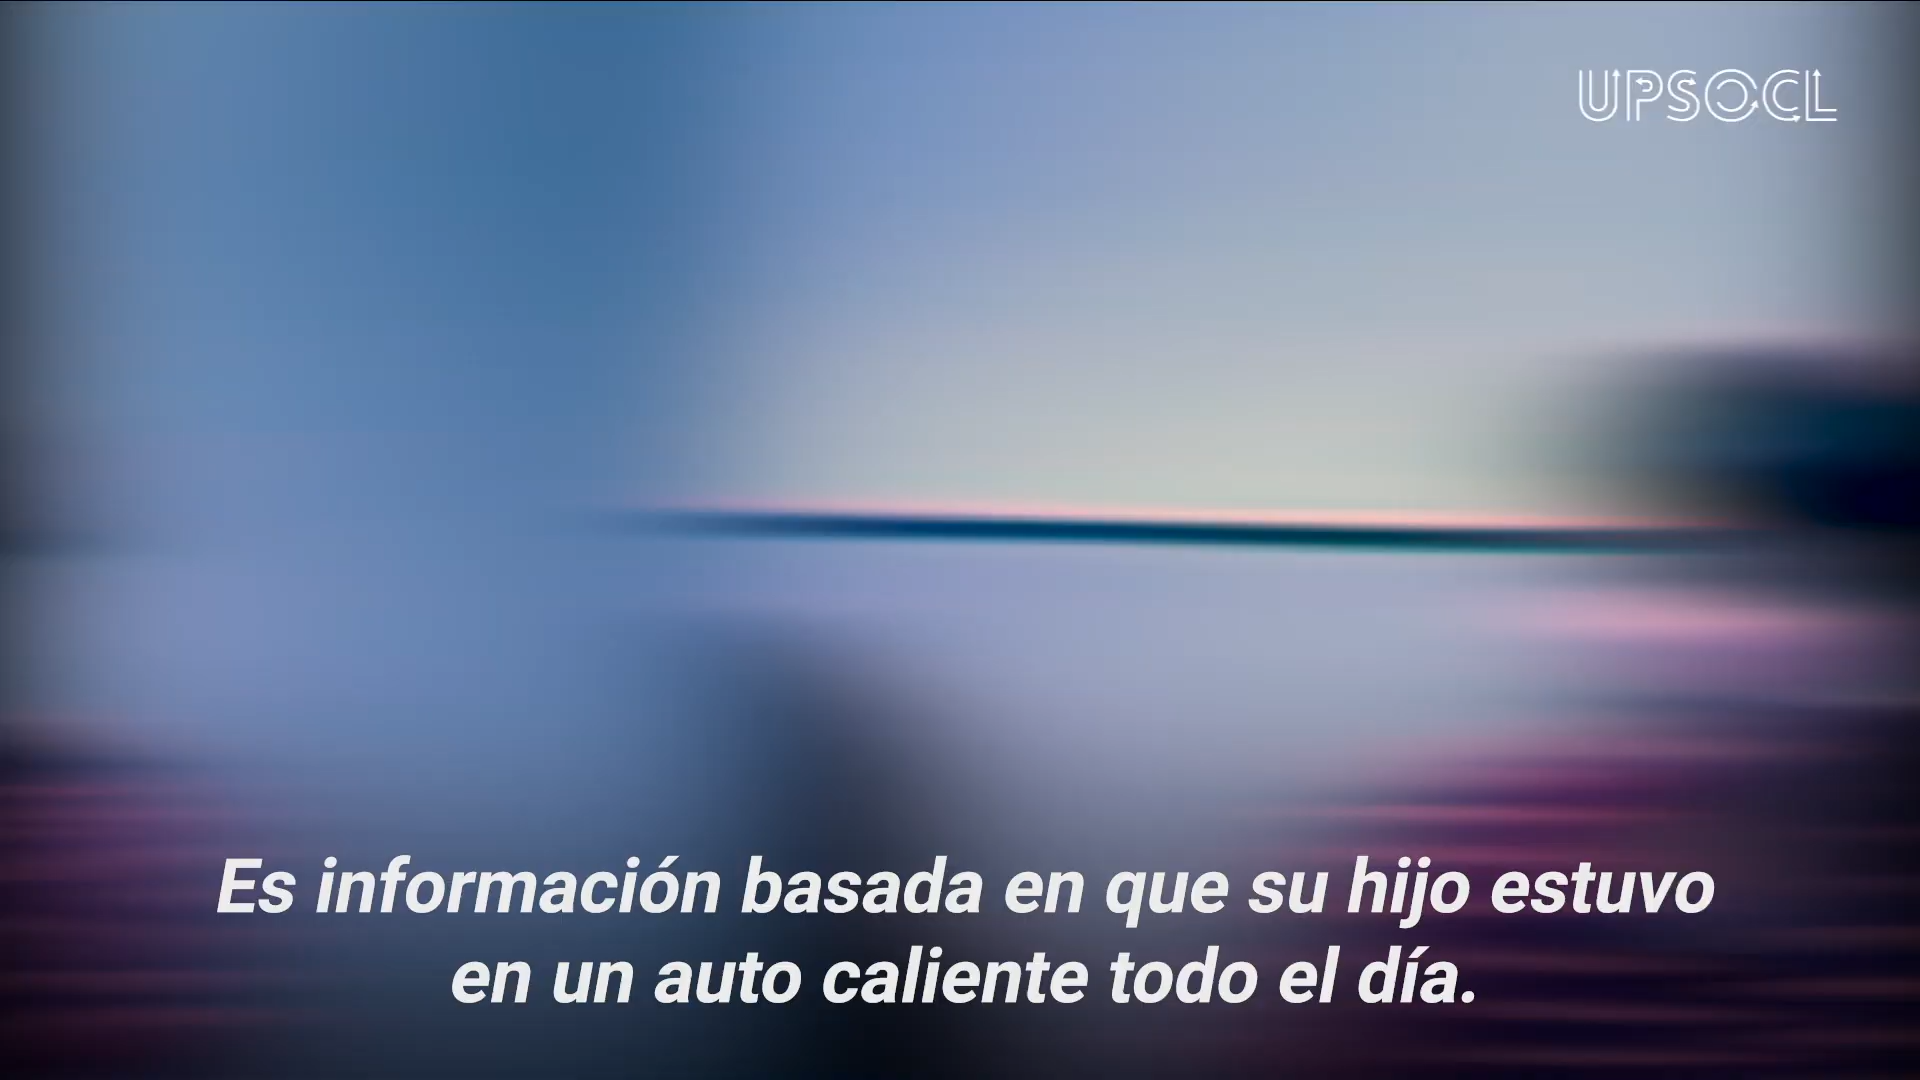 UPSOCL
Es información basada en que su hijo estuvo
en un auto caliente todo el día.